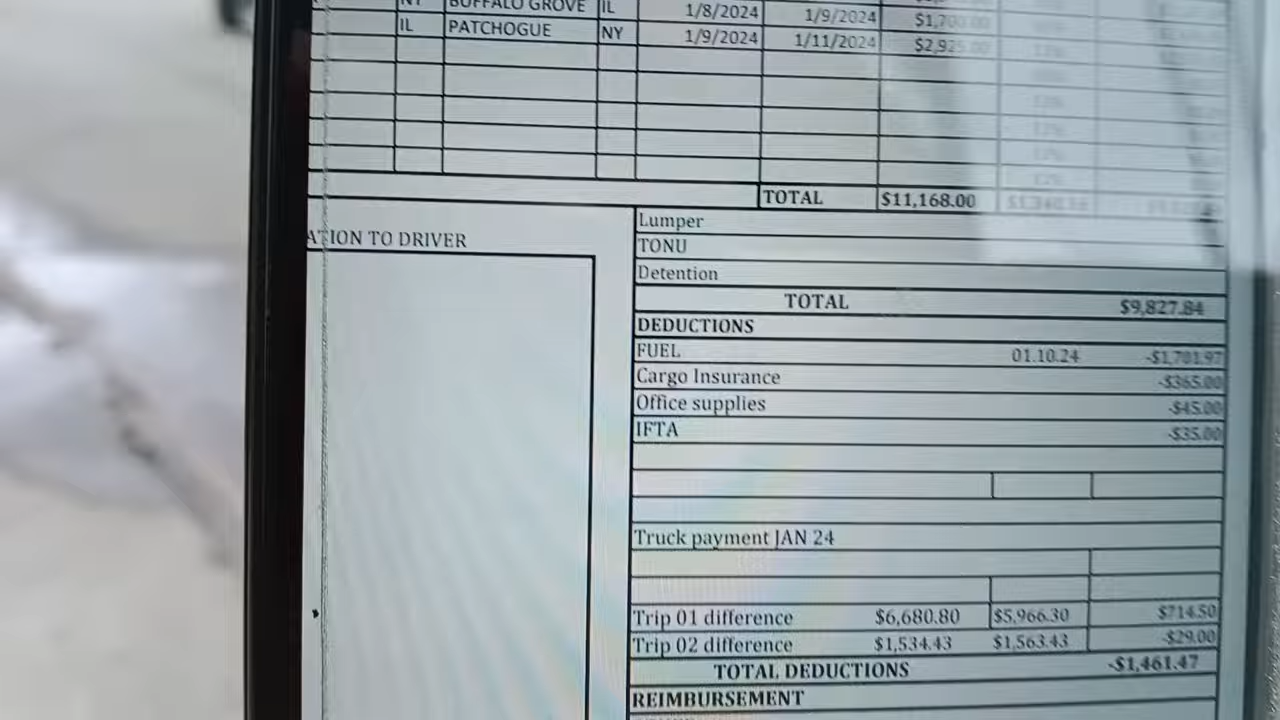 BUFFALO GROVE IL 1/8/2024 1/9/2024
IL PATCHOGUE NY 1/9/2024 1/11/2024
TOTAL $11,168.00
ATION TO DRIVER
Lumper
TONU
Detention
TOTAL $9,827.84
DEDUCTIONS
FUEL 01.10.24 -$1,701.97
Cargo Insurance -$365.00
Office supplies -$45.00
IFTA -$35.00
Truck payment JAN 24
Trip 01 difference $6,680.80 $5,966.30 $714.50
Trip 02 difference $1,534.43 $1,563.43 -$29.00
TOTAL DEDUCTIONS -$1,461.47
REIMBURSEMENT